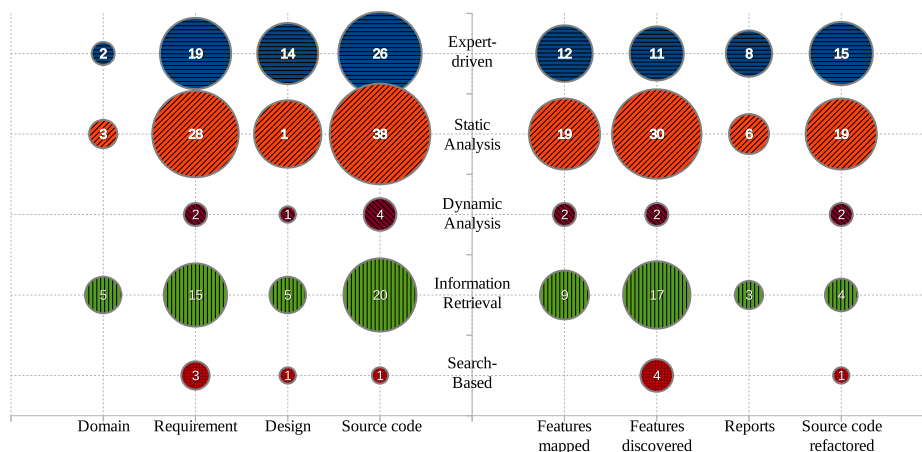 2 19 14 26 Expert- 12 11 8 15
driven
3 28 1 38 Static 19 30 6 19
Analysis
2 1 4 Dynamic 2 2 2
Analysis
5 15 5 20 Information 9 17 3 4
Retrieval
3 1 1 Search- 4 1
Based
Domain Requirement Design Source code Features Features Reports Source code
mapped discovered refactored